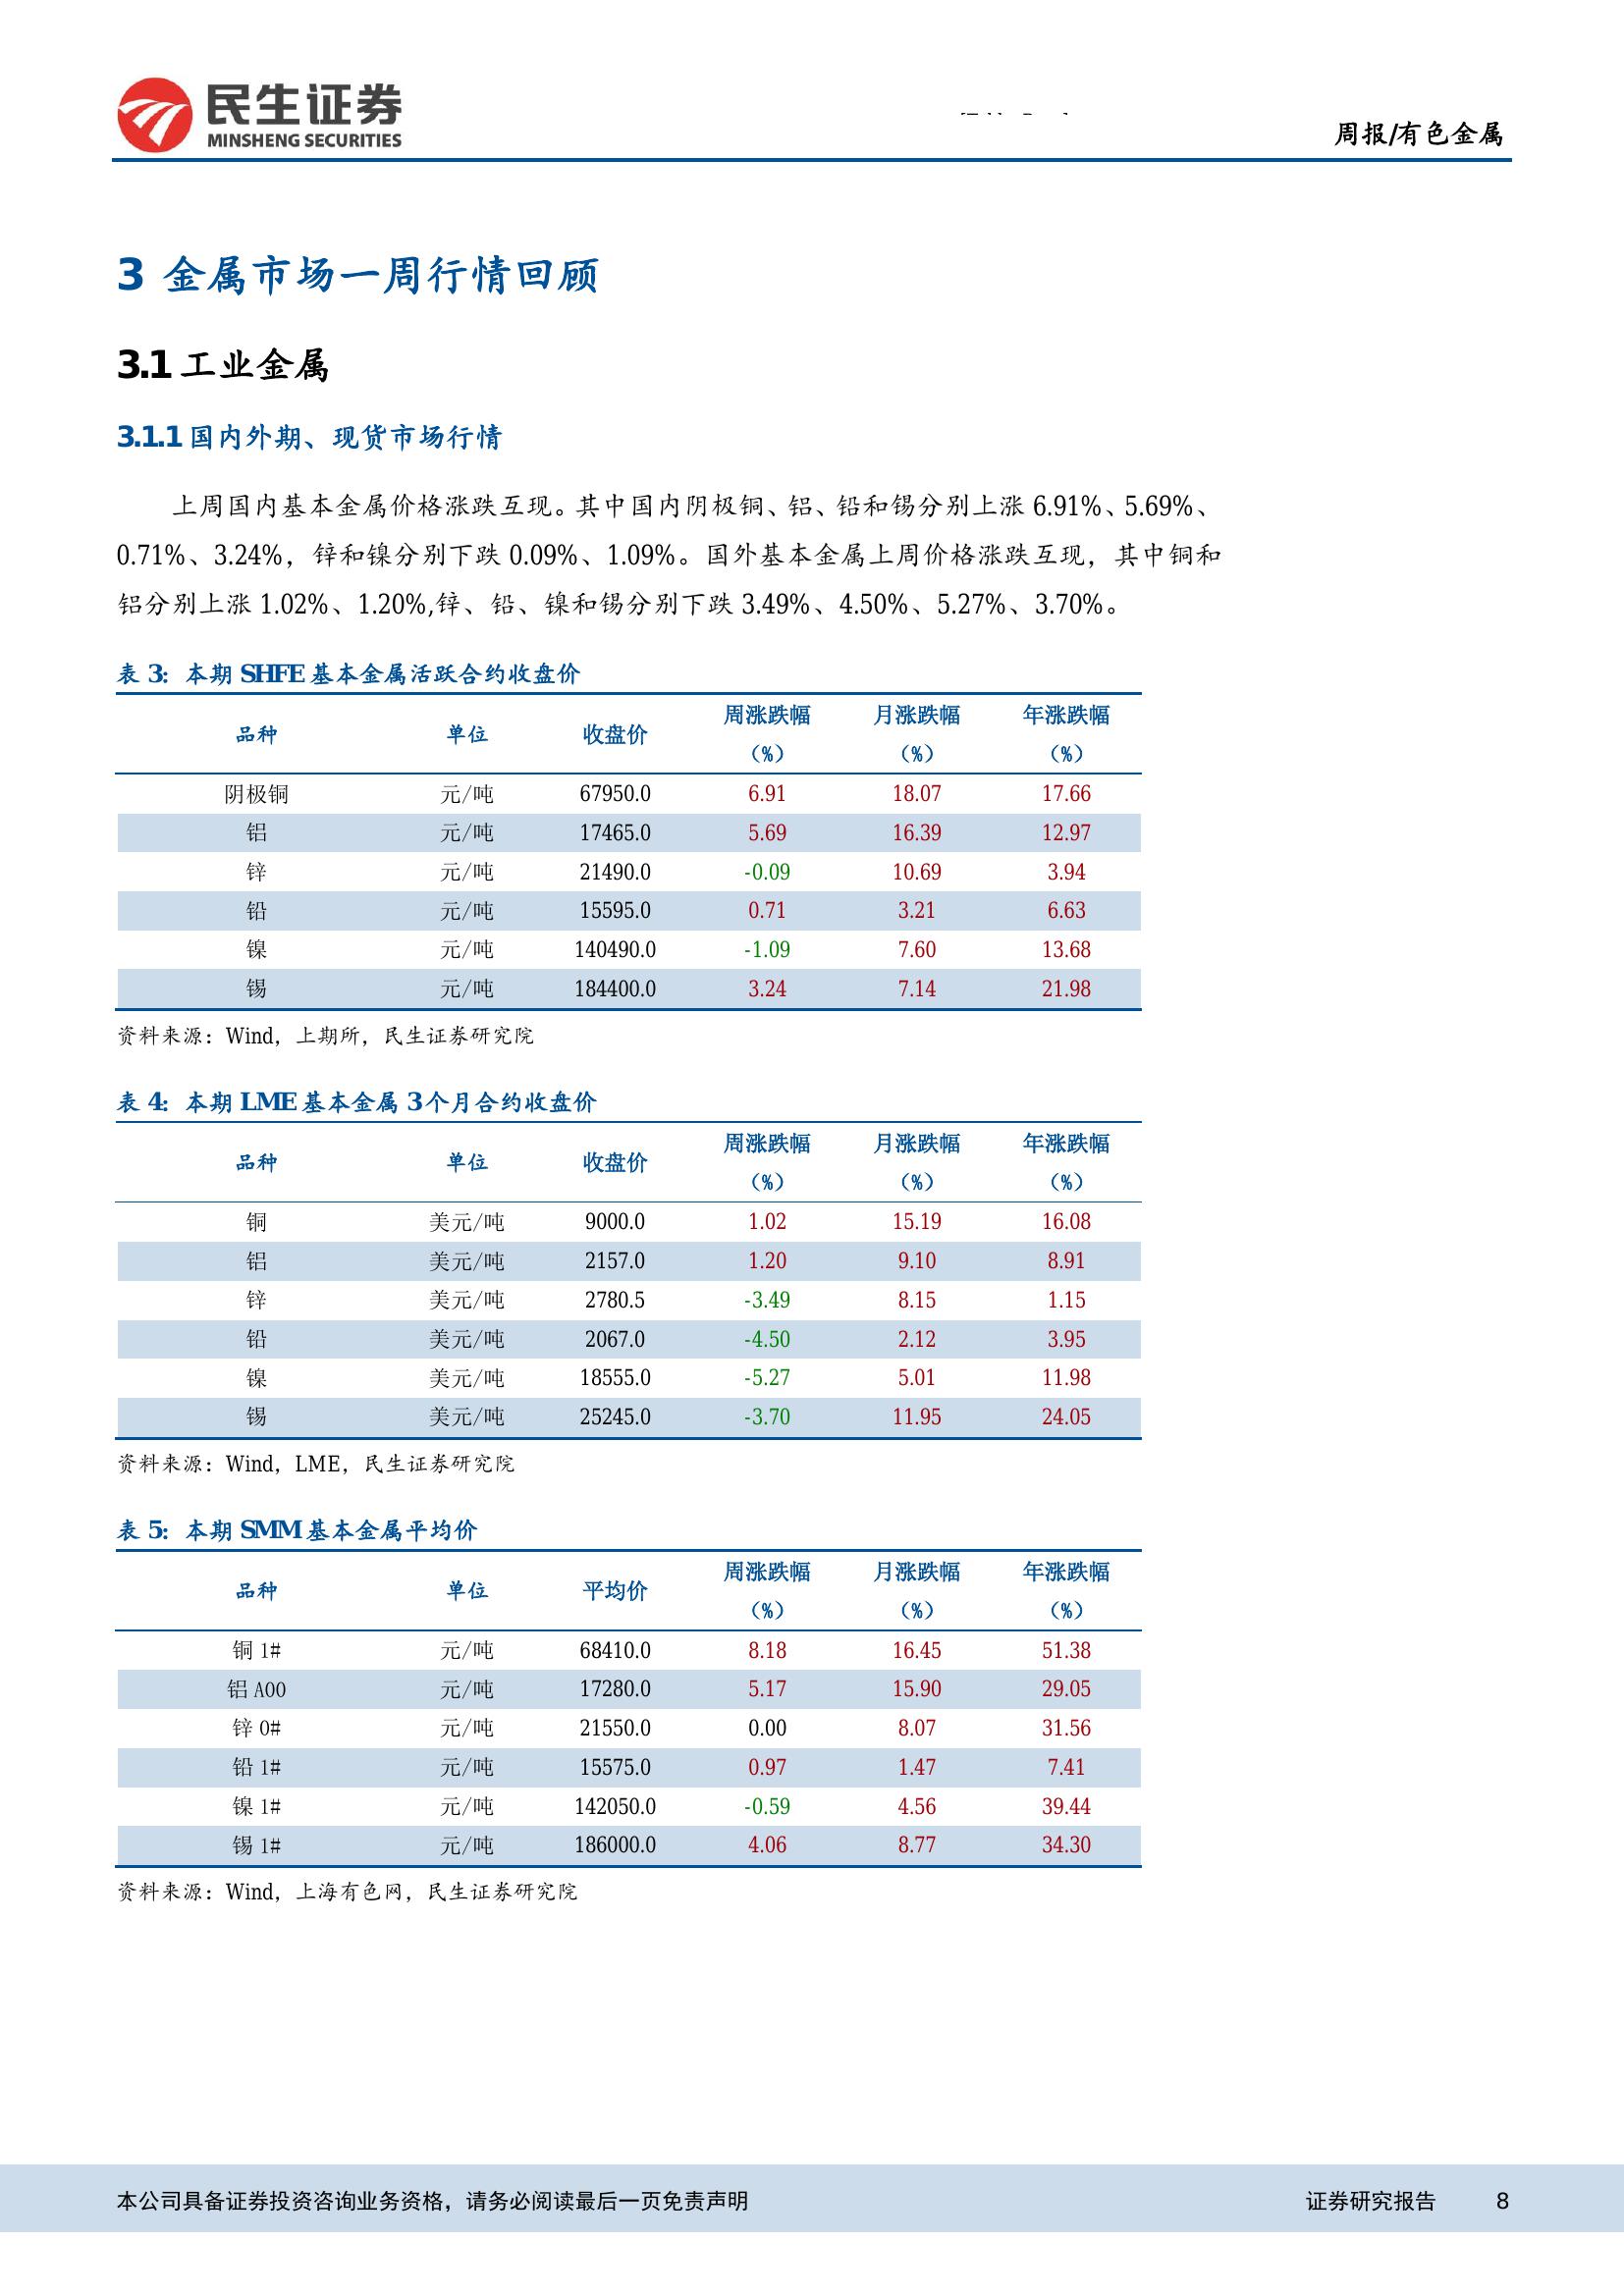 民生证券
MINSHENG SECURITIES
周报/有色金属
3 金属市场一周行情回顾
3.1 工业金属
3.1.1 国内外期、现货市场行情
上周国内基本金属价格涨跌互现。其中国内阴极铜、铝、铅和锡分别上涨 6.91%、5.69%、
0.71%、3.24%，锌和镍分别下跌 0.09%、1.09%。国外基本金属上周价格涨跌互现，其中铜和
铝分别上涨 1.02%、1.20%,锌、铅、镍和锡分别下跌 3.49%、4.50%、5.27%、3.70%。
表 3：本期 SHFE 基本金属活跃合约收盘价
品种 单位 收盘价 周涨跌幅（%） 月涨跌幅（%） 年涨跌幅（%）
阴极铜 元/吨 67950.0 6.91 18.07 17.66
铝 元/吨 17465.0 5.69 16.39 12.97
锌 元/吨 21490.0 -0.09 10.69 3.94
铅 元/吨 15595.0 0.71 3.21 6.63
镍 元/吨 140490.0 -1.09 7.60 13.68
锡 元/吨 184400.0 3.24 7.14 21.98
资料来源：Wind，上期所，民生证券研究院
表 4：本期 LME 基本金属 3 个月合约收盘价
品种 单位 收盘价 周涨跌幅（%） 月涨跌幅（%） 年涨跌幅（%）
铜 美元/吨 9000.0 1.02 15.19 16.08
铝 美元/吨 2157.0 1.20 9.10 8.91
锌 美元/吨 2780.5 -3.49 8.15 1.15
铅 美元/吨 2067.0 -4.50 2.12 3.95
镍 美元/吨 18555.0 -5.27 5.01 11.98
锡 美元/吨 25245.0 -3.70 11.95 24.05
资料来源：Wind，LME，民生证券研究院
表 5：本期 SMM 基本金属平均价
品种 单位 平均价 周涨跌幅（%） 月涨跌幅（%） 年涨跌幅（%）
铜 1# 元/吨 68410.0 8.18 16.45 51.38
铝 A00 元/吨 17280.0 5.17 15.90 29.05
锌 0# 元/吨 21550.0 0.00 8.07 31.56
铅 1# 元/吨 15575.0 0.97 1.47 7.41
镍 1# 元/吨 142050.0 -0.59 4.56 39.44
锡 1# 元/吨 186000.0 4.06 8.77 34.30
资料来源：Wind，上海有色网，民生证券研究院
本公司具备证券投资咨询业务资格，请务必阅读最后一页免责声明 证券研究报告 8